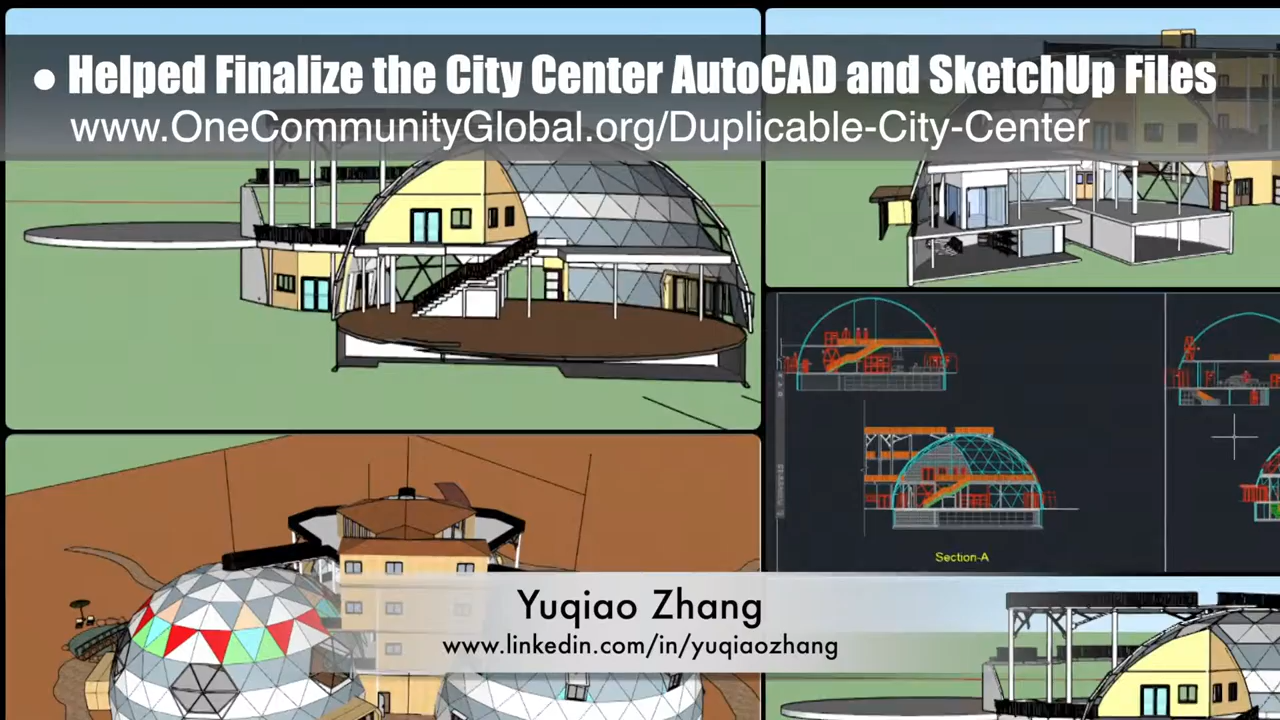 • Helped Finalize the City Center AutoCAD and SketchUp Files
www.OneCommunityGlobal.org/Duplicable-City-Center
Section-A
Yuqiao Zhang
www.linkedin.com/in/yuqiaozhang